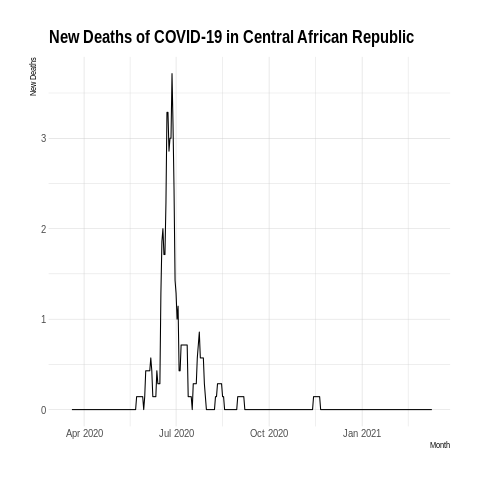 New Deaths of COVID-19 in Central African Republic
New Deaths
3
2
1
0
Apr 2020 Jul 2020 Oct 2020 Jan 2021
Month